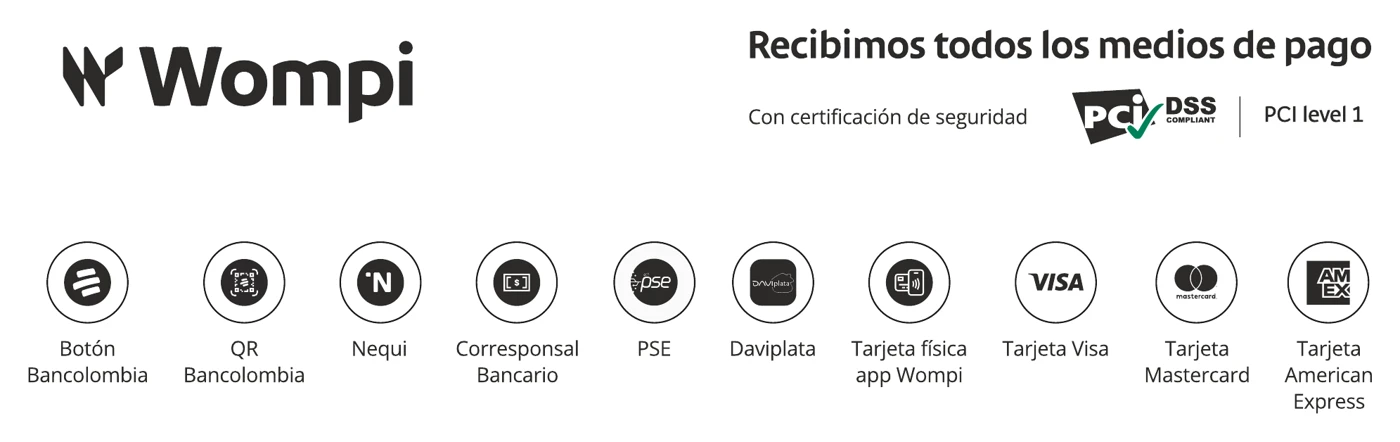 Wompi
Recibimos todos los medios de pago
Con certificación de seguridad
PCi DSS
COMPLIANT
PCI level 1
N
$
pse
DAVIplata
VISA
mastercard.
AM
EX
Botón
Bancolombia
QR
Bancolombia
Nequi
Corresponsal
Bancario
PSE
Daviplata
Tarjeta física
app Wompi
Tarjeta Visa
Tarjeta
Mastercard
Tarjeta
American
Express